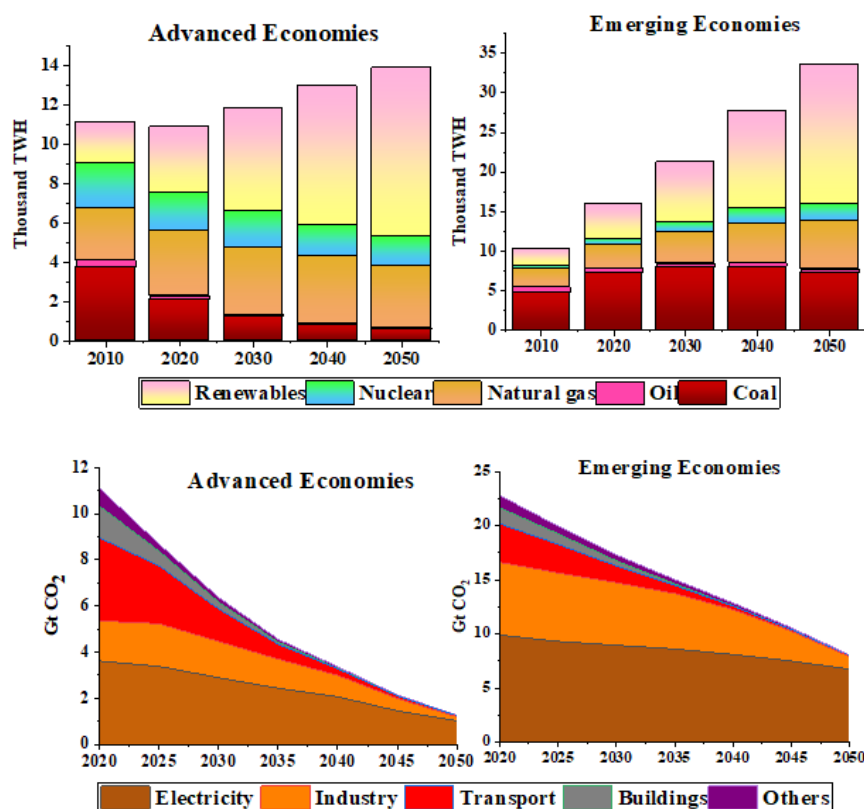 Advanced Economies
Thousand TWH
14
12
10
8
6
4
2
0
2010 2020 2030 2040 2050
Emerging Economies
Thousand TWH
35
30
25
20
15
10
5
0
2010 2020 2030 2040 2050
Renewables Nuclear Natural gas Oil Coal
Advanced Economies
Gt CO2
12
10
8
6
4
2
0
2020 2025 2030 2035 2040 2045 2050
Emerging Economies
Gt CO2
25
20
15
10
5
0
2020 2025 2030 2035 2040 2045 2050
Electricity Industry Transport Buildings Others